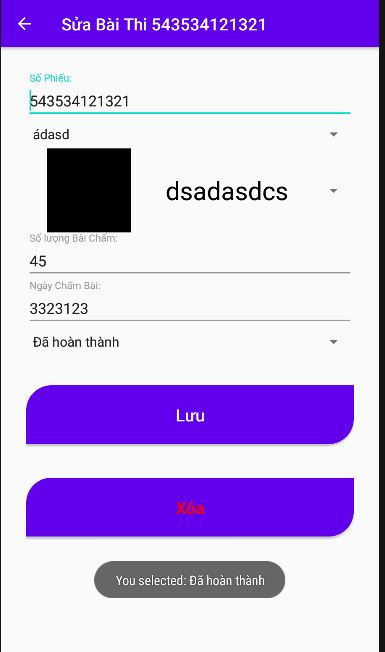 Sửa Bài Thi 543534121321
Số Phiếu:
543534121321
ádasd
dsadasdcs
Số lượng Bài Chấm:
45
Ngày Chấm Bài:
3323123
Đã hoàn thành
Lưu
Xóa
You selected: Đã hoàn thành